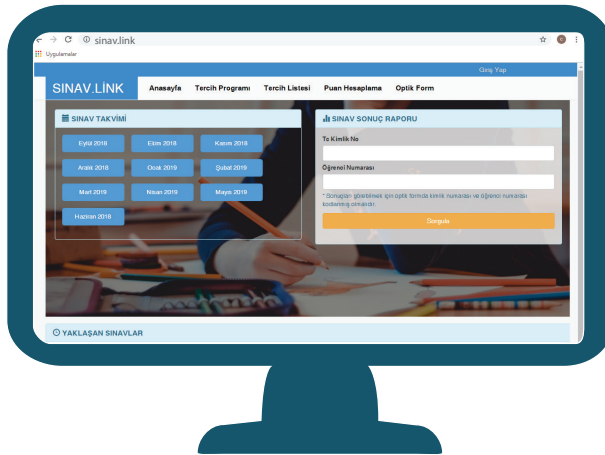 sinav.link
Uygulamalar
Giriş Yap
SINAV.LİNK
Anasayfa Tercih Programı Tercih Listesi Puan Hesaplama Optik Form
SINAV TAKVİMİ
Eylül 2018 Ekim 2018 Kasım 2018
Aralık 2018 Ocak 2019 Şubat 2019
Mart 2019 Nisan 2019 Mayıs 2019
Haziran 2018
SINAV SONUÇ RAPORU
Tc Kimlik No
Öğrenci Numarası
* Sonuçları görebilmek için optik formda kimlik numarası ve öğrenci numarası
kodlanmış olmalıdır.
Sorgula
YAKLAŞAN SINAVLAR